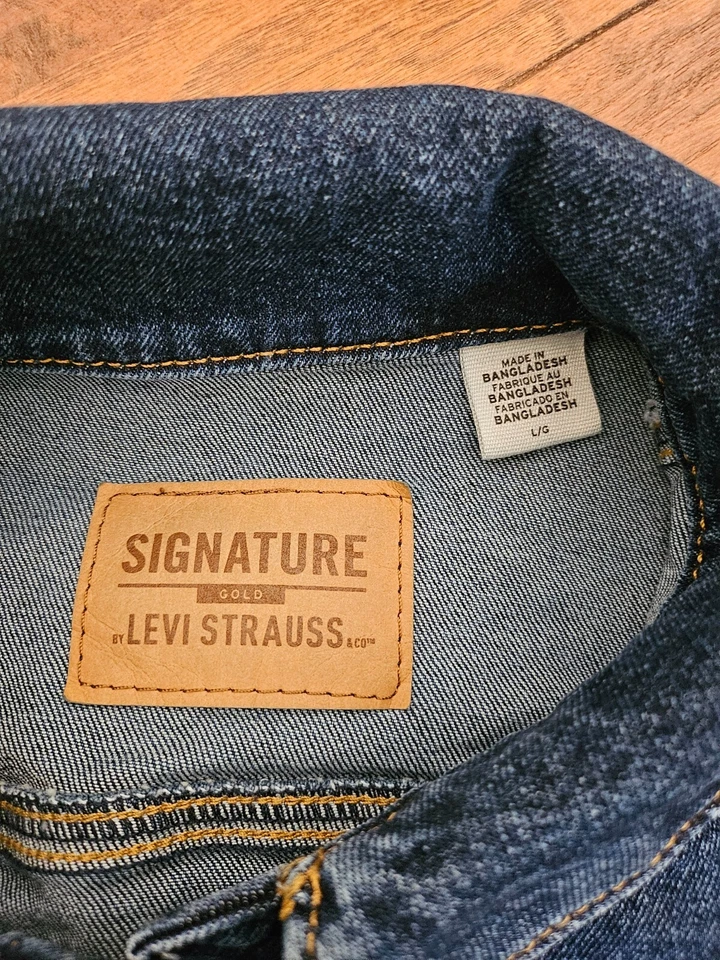 MADE IN
BANGLADESH
FABRIQUE AU
BANGLADESH
FABRICADO EN
BANGLADESH
L/G
SIGNATURE
GOLD
BY LEVI STRAUSS & CO™